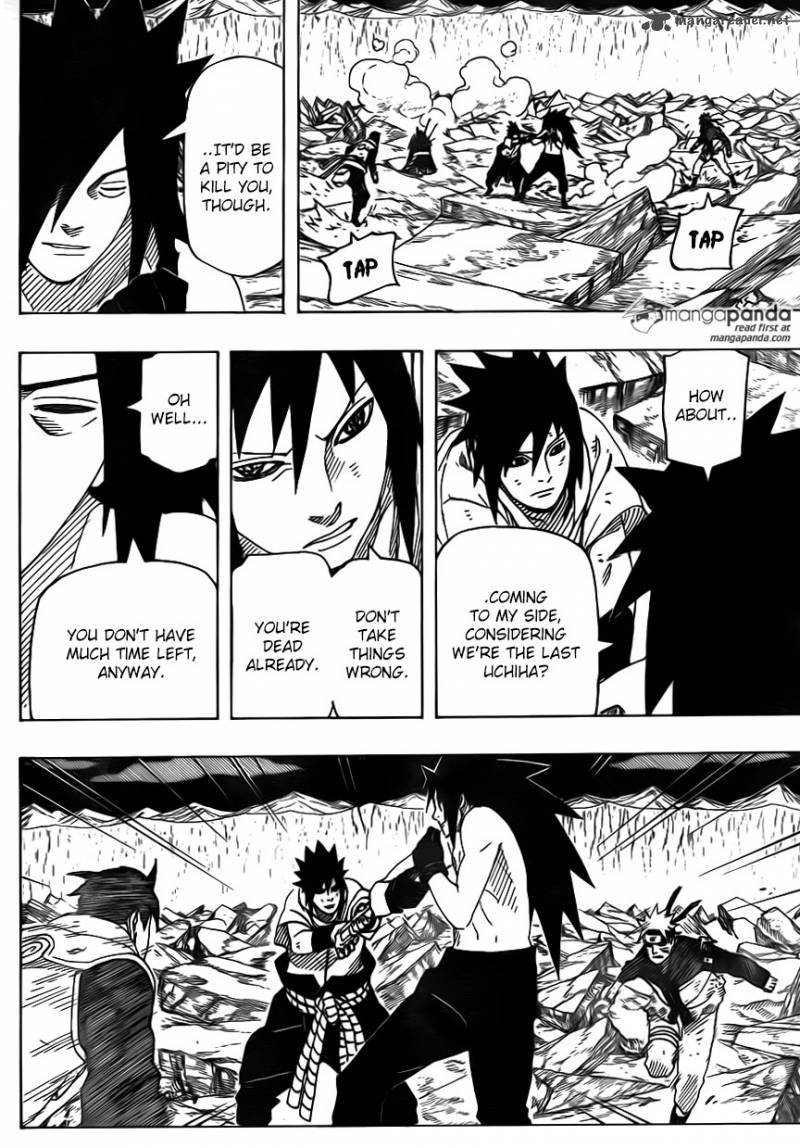 mangareader.net
TAP
TAP
..IT'D BE
A PITY TO
KILL YOU,
THOUGH.
mangapanda
read first at
mangapanda.com
HOW
ABOUT..
.COMING
TO MY SIDE,
CONSIDERING
WE'RE THE LAST
UCHIHA?
DON'T
TAKE
THINGS
WRONG.
YOU'RE
DEAD
ALREADY.
OH
WELL...
YOU DON'T HAVE
MUCH TIME LEFT,
ANYWAY.